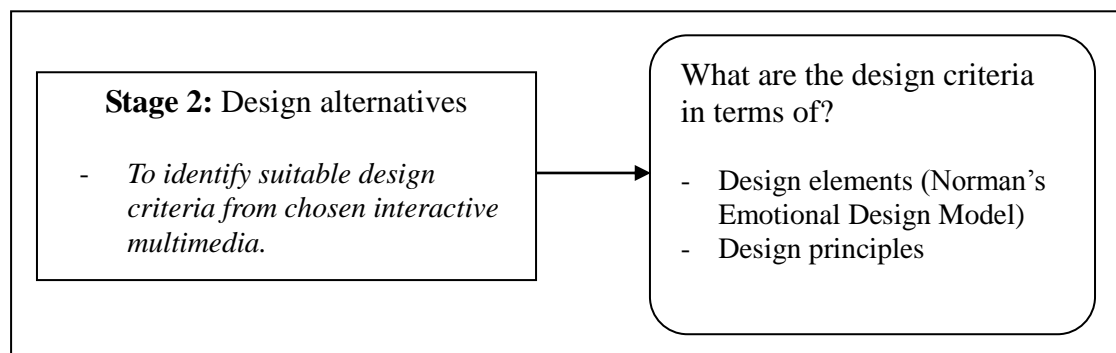 Stage 2: Design alternatives
- To identify suitable design
criteria from chosen interactive
multimedia.
What are the design criteria
in terms of?
- Design elements (Norman’s
Emotional Design Model)
- Design principles